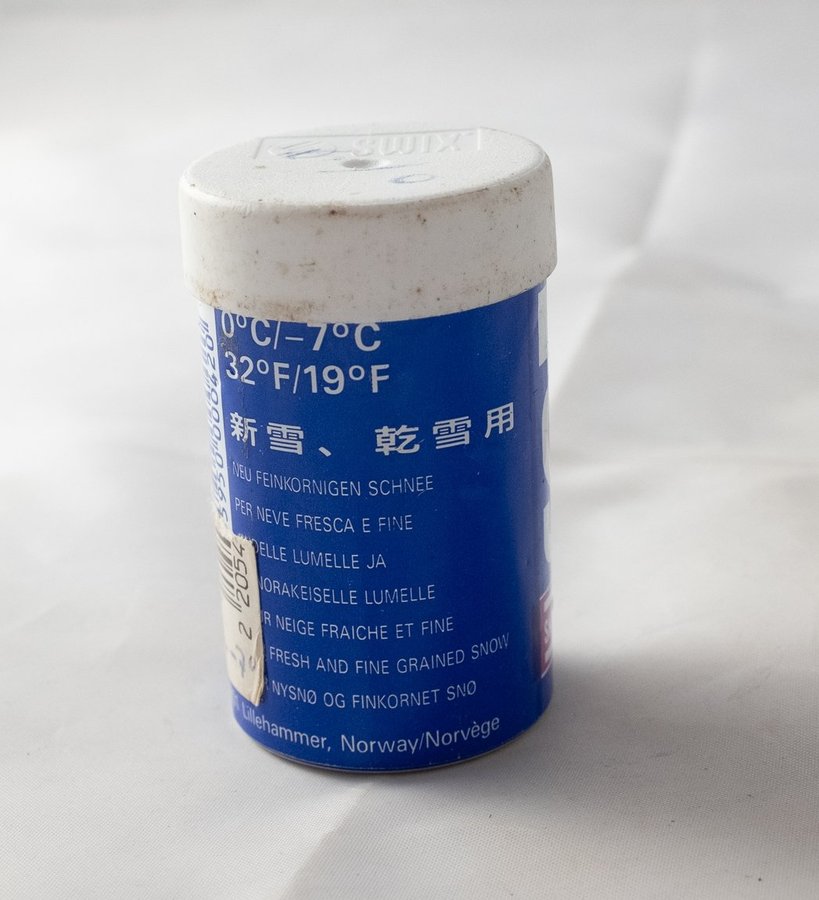 SWIX
0°C/–7°C
32°F/19°F
新雪、乾雪用
NEU FEINKORNIGEN SCHNEE
PER NEVE FRESCA E FINE
LUMELLE JA
LUMELLE
NEIGE FRAICHE ET FINE
FRESH AND FINE GRAINED SNOW
NYSNØ OG FINKORNET SNØ
Lillehammer, Norway/Norvège
2 2054